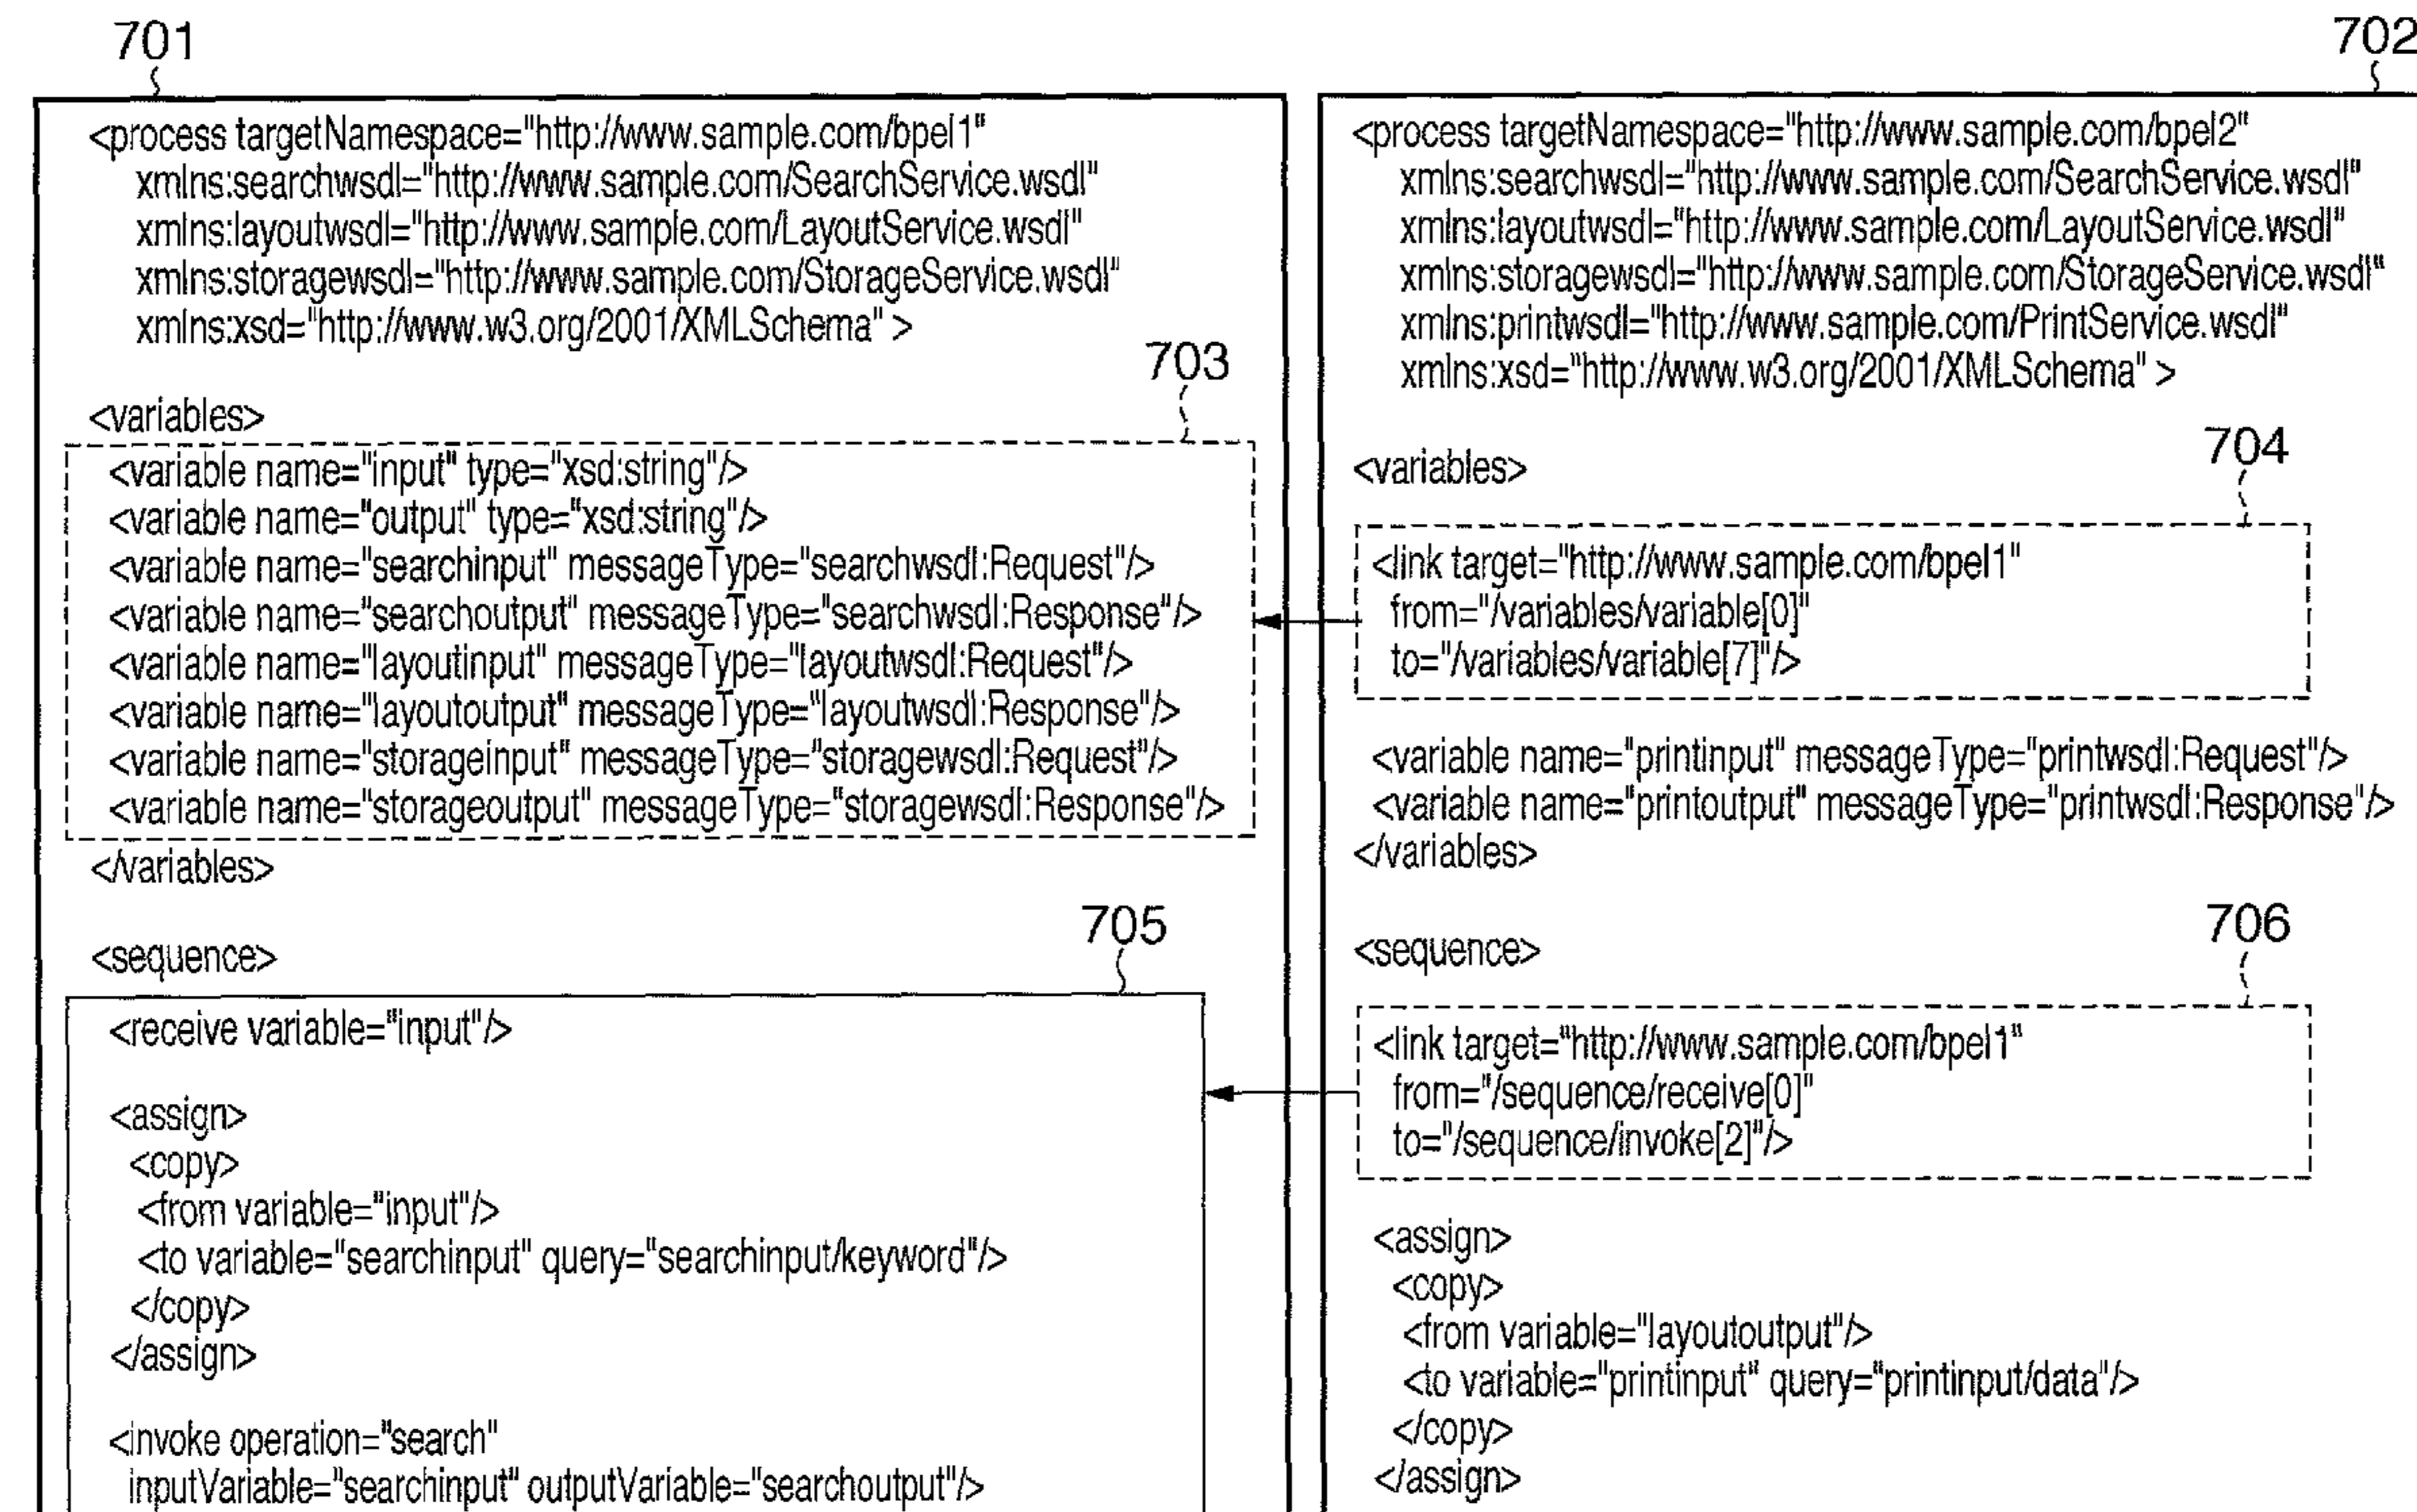 701
<process targetNamespace="http://www.sample.com/bpel1"
xmlns:searchwsdl="http://www.sample.com/SearchService.wsdl"
xmlns:layoutwsdl="http://www.sample.com/LayoutService.wsdl"
xmlns:storagewsdl="http://www.sample.com/StorageService.wsdl"
xmlns:xsd="http://www.w3.org/2001/XMLSchema" >
703
<variables>
<variable name="input" type="xsd:string"/>
<variable name="output" type="xsd:string"/>
<variable name="searchinput" messageType="searchwsdl:Request"/>
<variable name="searchoutput" messageType="searchwsdl:Response"/>
<variable name="layoutinput" messageType="layoutwsdl:Request"/>
<variable name="layoutoutput" messageType="layoutwsdl:Response"/>
<variable name="storageinput" messageType="storagewsdl:Request"/>
<variable name="storageoutput" messageType="storagewsdl:Response"/>
</variables>
705
<sequence>
<receive variable="input"/>
<assign>
<copy>
<from variable="input"/>
<to variable="searchinput" query="searchinput/keyword"/>
</copy>
</assign>
<invoke operation="search"
inputVariable="searchinput" outputVariable="searchoutput"/>
702
<process targetNamespace="http://www.sample.com/bpel2"
xmlns:searchwsdl="http://www.sample.com/SearchService.wsdl"
xmlns:layoutwsdl="http://www.sample.com/LayoutService.wsdl"
xmlns:storagewsdl="http://www.sample.com/StorageService.wsdl"
xmlns:printwsdl="http://www.sample.com/PrintService.wsdl"
xmlns:xsd="http://www.w3.org/2001/XMLSchema" >
704
<variables>
<link target="http://www.sample.com/bpel1"
from="/variables/variable[0]"
to="/variables/variable[7]"/>
<variable name="printinput" messageType="printwsdl:Request"/>
<variable name="printoutput" messageType="printwsdl:Response"/>
</variables>
706
<sequence>
<link target="http://www.sample.com/bpel1"
from="/sequence/receive[0]"
to="/sequence/invoke[2]"/>
<assign>
<copy>
<from variable="layoutoutput"/>
<to variable="printinput" query="printinput/data"/>
</copy>
</assign>